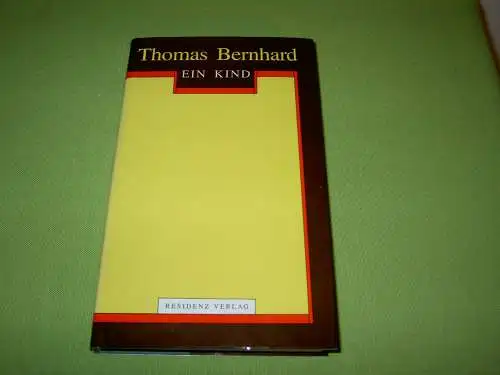 Thomas Bernhard
EIN KIND
RESIDENZ VERLAG